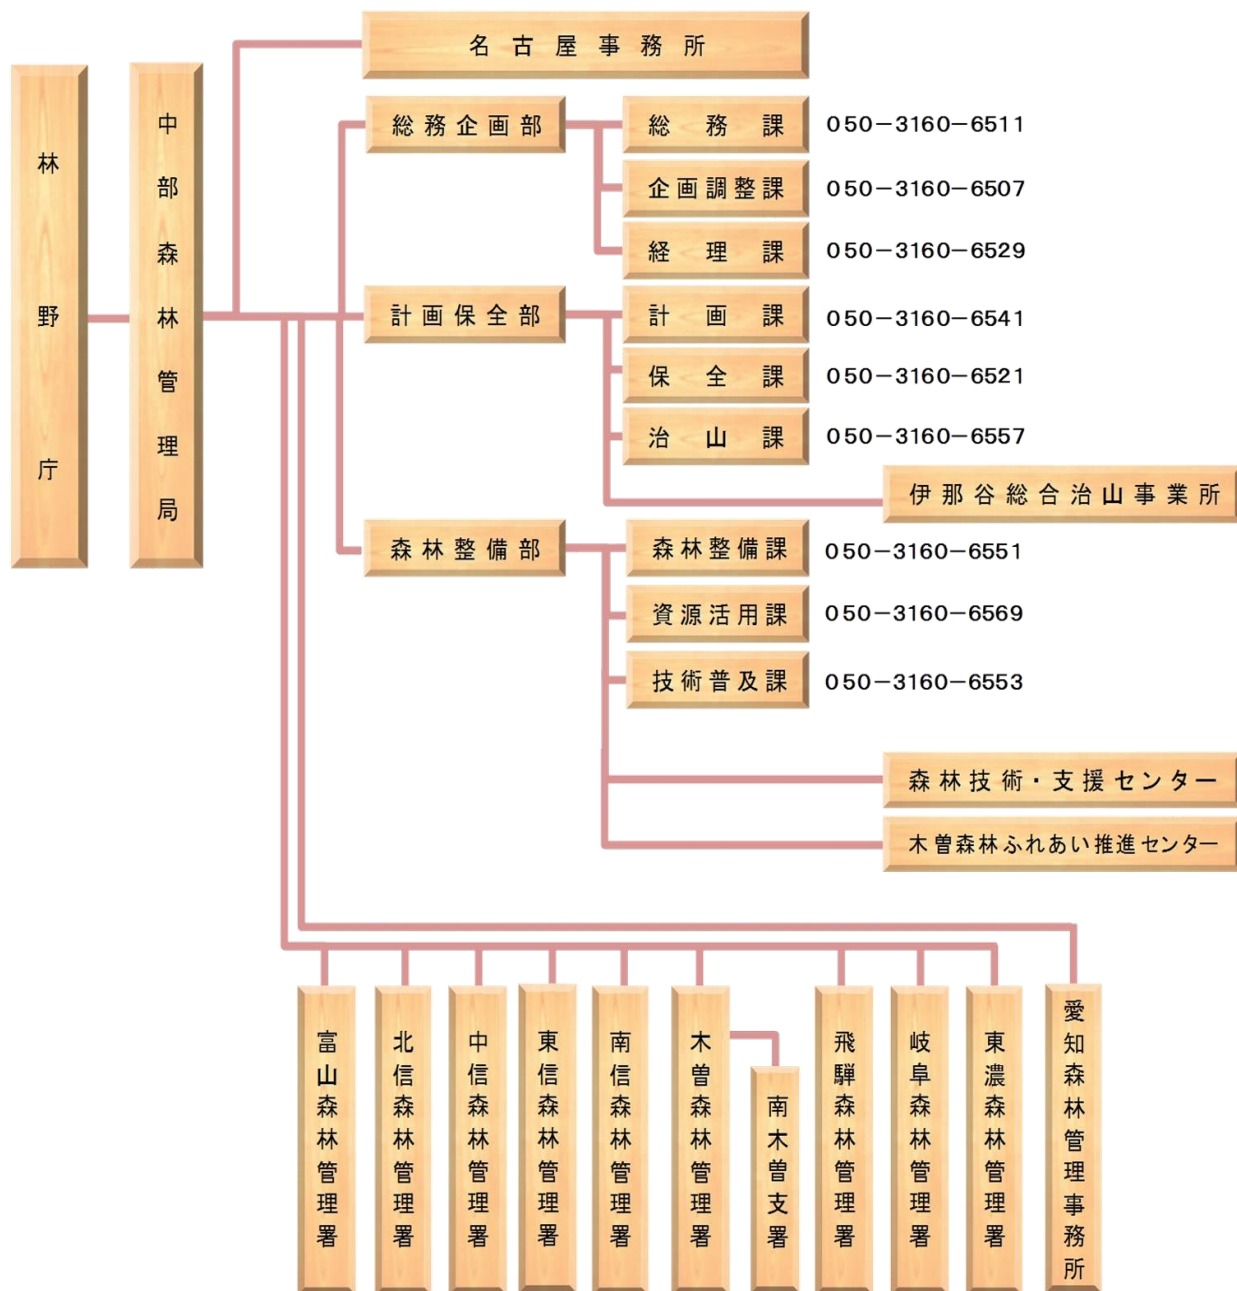 林野庁
中部森林管理局
名古屋事務所
総務企画部
総務課 050-3160-6511
企画調整課 050-3160-6507
経理課 050-3160-6529
計画保全部
計画課 050-3160-6541
保全課 050-3160-6521
治山課 050-3160-6557
伊那谷総合治山事業所
森林整備部
森林整備課 050-3160-6551
資源活用課 050-3160-6569
技術普及課 050-3160-6553
森林技術・支援センター
木曽森林ふれあい推進センター
富山森林管理署
北信森林管理署
中信森林管理署
東信森林管理署
南信森林管理署
木曽森林管理署
南木曽支署
飛騨森林管理署
岐阜森林管理署
東濃森林管理署
愛知森林管理事務所